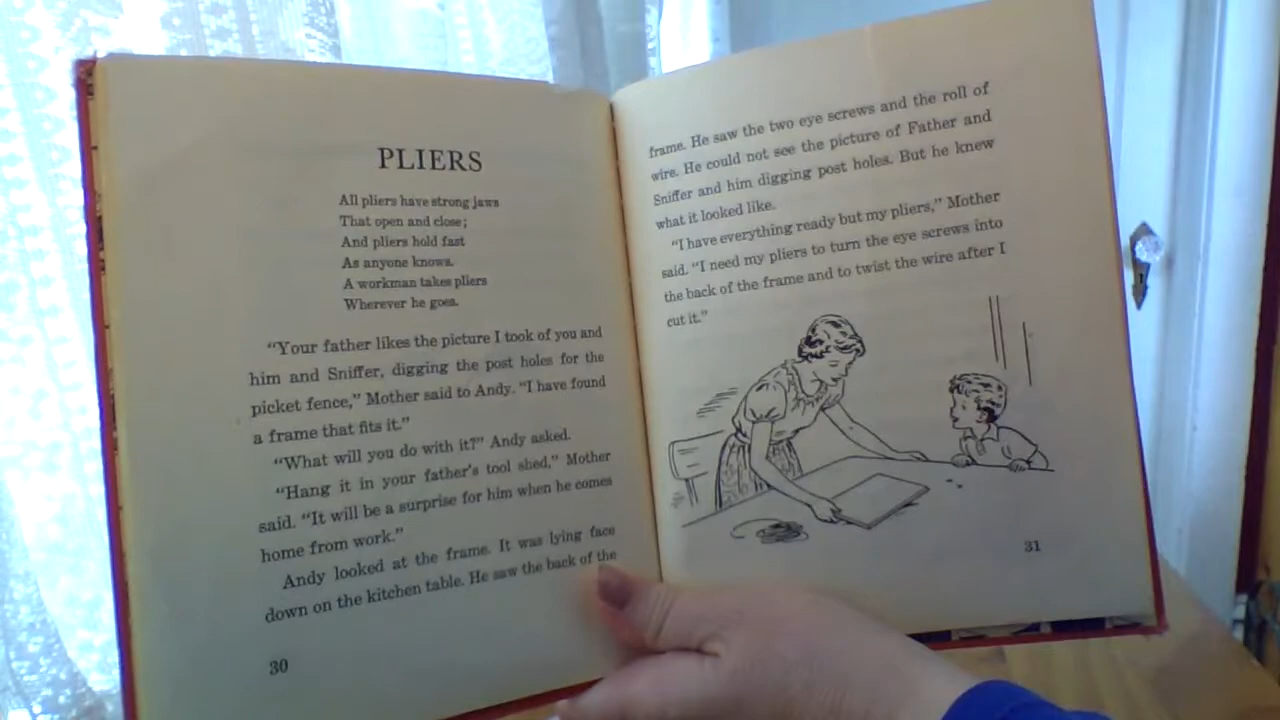 PLIERS
All pliers have strong jaws
That open and close;
And pliers hold fast
As anyone knows.
A workman takes pliers
Wherever he goes.
"Your father likes the picture I took of you and
him and Sniffer, digging the post holes for the
picket fence," Mother said to Andy. "I have found
a frame that fits it."
"What will you do with it?" Andy asked.
"Hang it in your father's tool shed," Mother
said. "It will be a surprise for him when he comes
home from work."
Andy looked at the frame. It was lying face
down on the kitchen table. He saw the back of the
30
frame. He saw the two eye screws and the roll of
wire. He could not see the picture of Father and
Sniffer and him digging post holes. But he knew
what it looked like.
"I have everything ready but my pliers," Mother
said. "I need my pliers to turn the eye screws into
the back of the frame and to twist the wire after I
cut it."
31